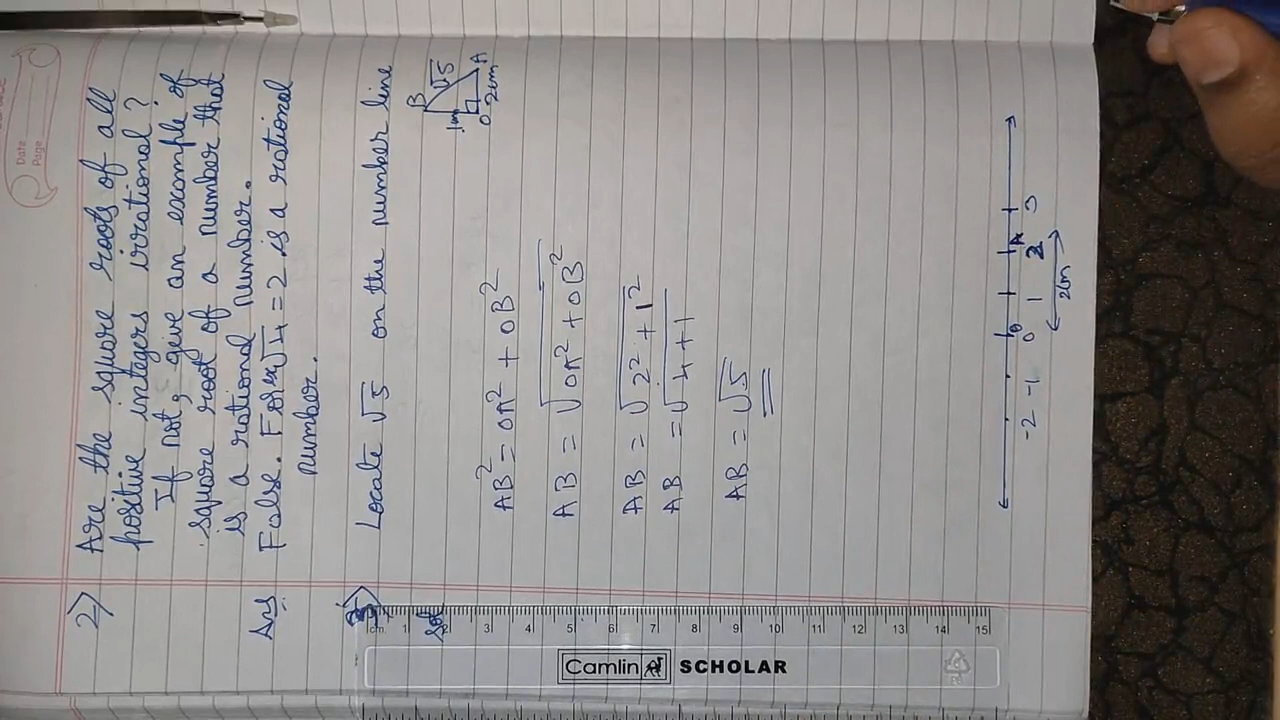 Date
Page
2) Are the square roots of all
positive integers irrational?
If not, give an example of
square root of a number that
is a rational number.
Ans False. For ex √4 = 2 is a rational
number.
3) Locate √5 on the number line
Sol
B
√5
1cm
A
O 2cm
AB² = OA² + OB²
AB = √OA² + OB²
AB = √2² + 1²
AB = √4 + 1
AB = √5
O A
-2 -1 0 1 2 3
2cm
cm 1 2 3 4 5 6 7 8 9 10 11 12 13 14 15
Camlin SCHOLAR